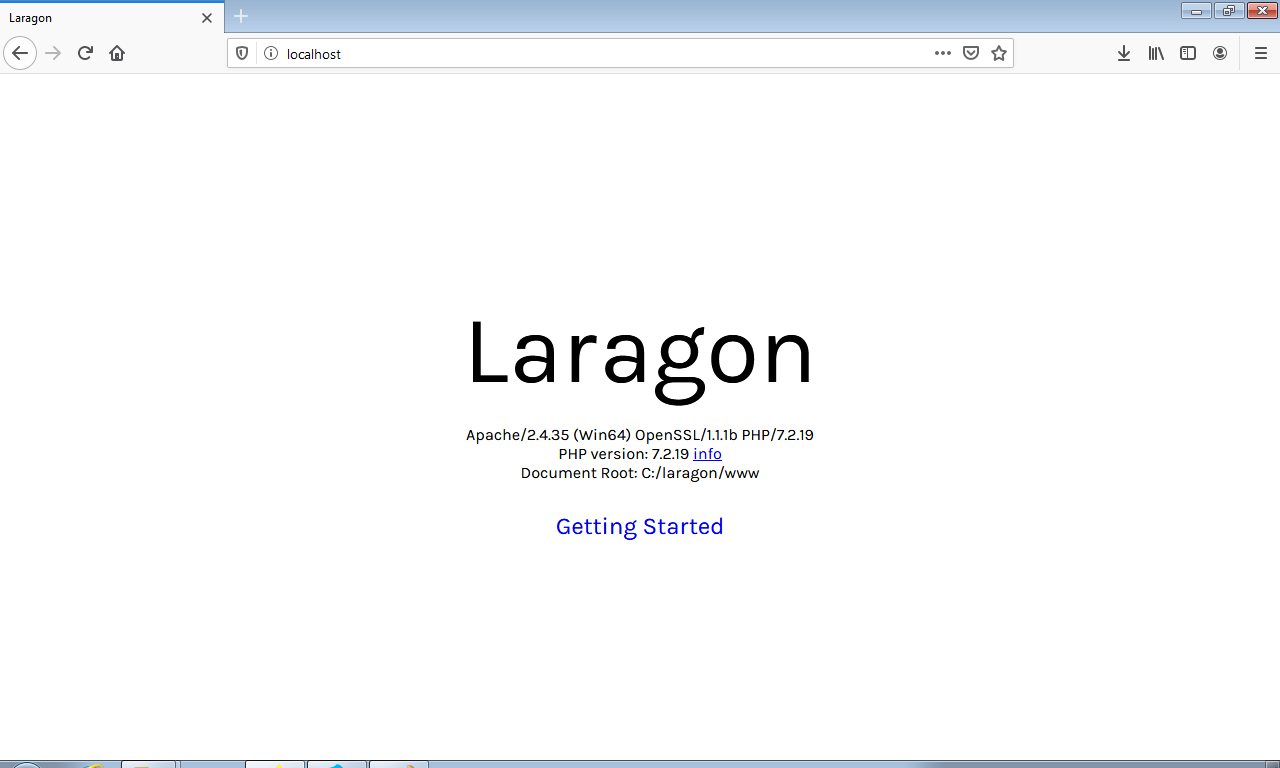 Laragon
localhost
Laragon
Apache/2.4.35 (Win64) OpenSSL/1.1.1b PHP/7.2.19
PHP version: 7.2.19 info
Document Root: C:/laragon/www
Getting Started